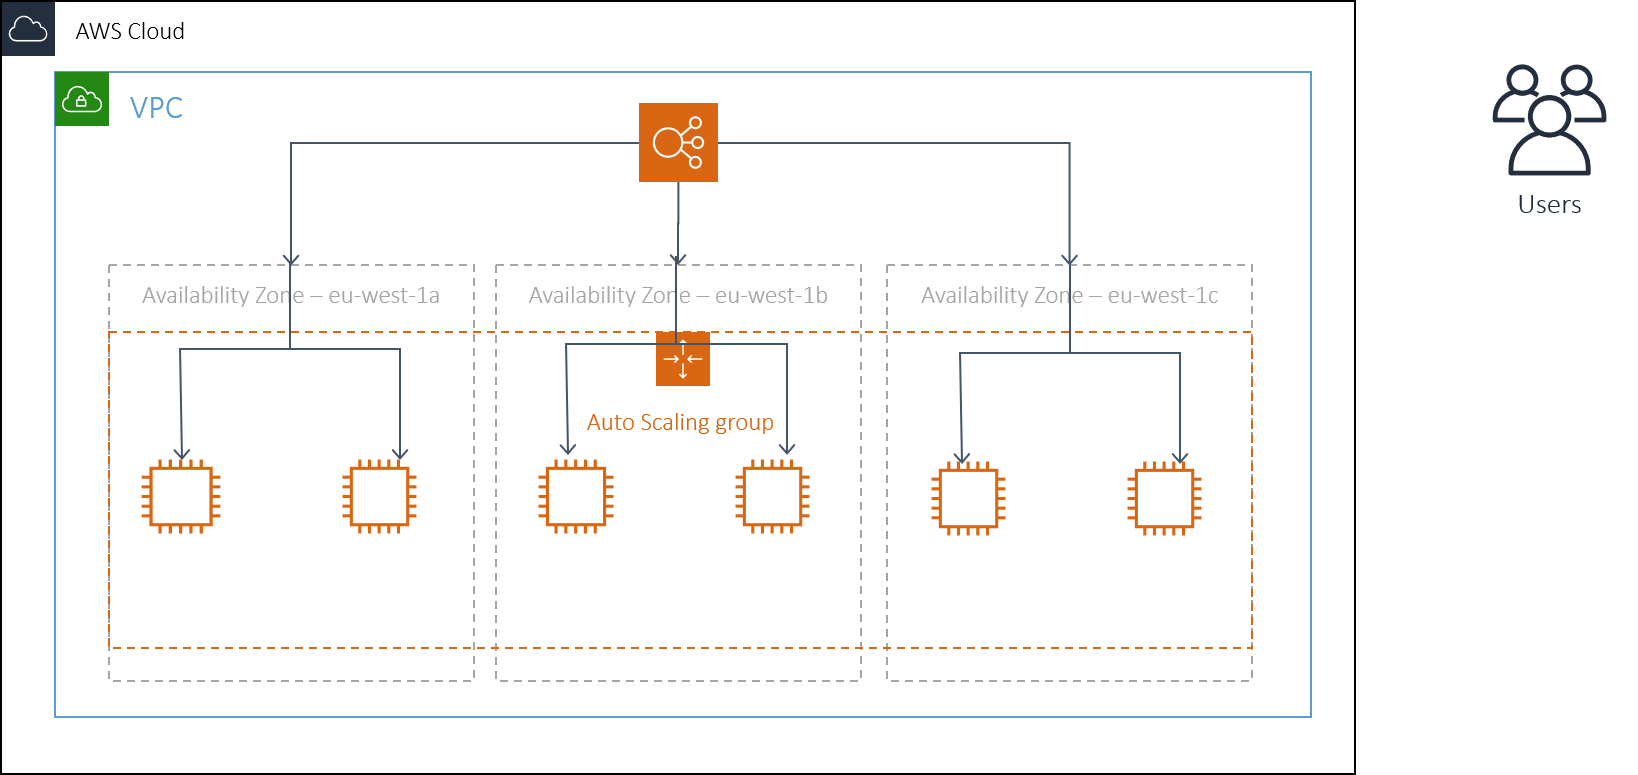 AWS Cloud
VPC
Users
Availability Zone – eu-west-1a
Availability Zone – eu-west-1b
Availability Zone – eu-west-1c
Auto Scaling group